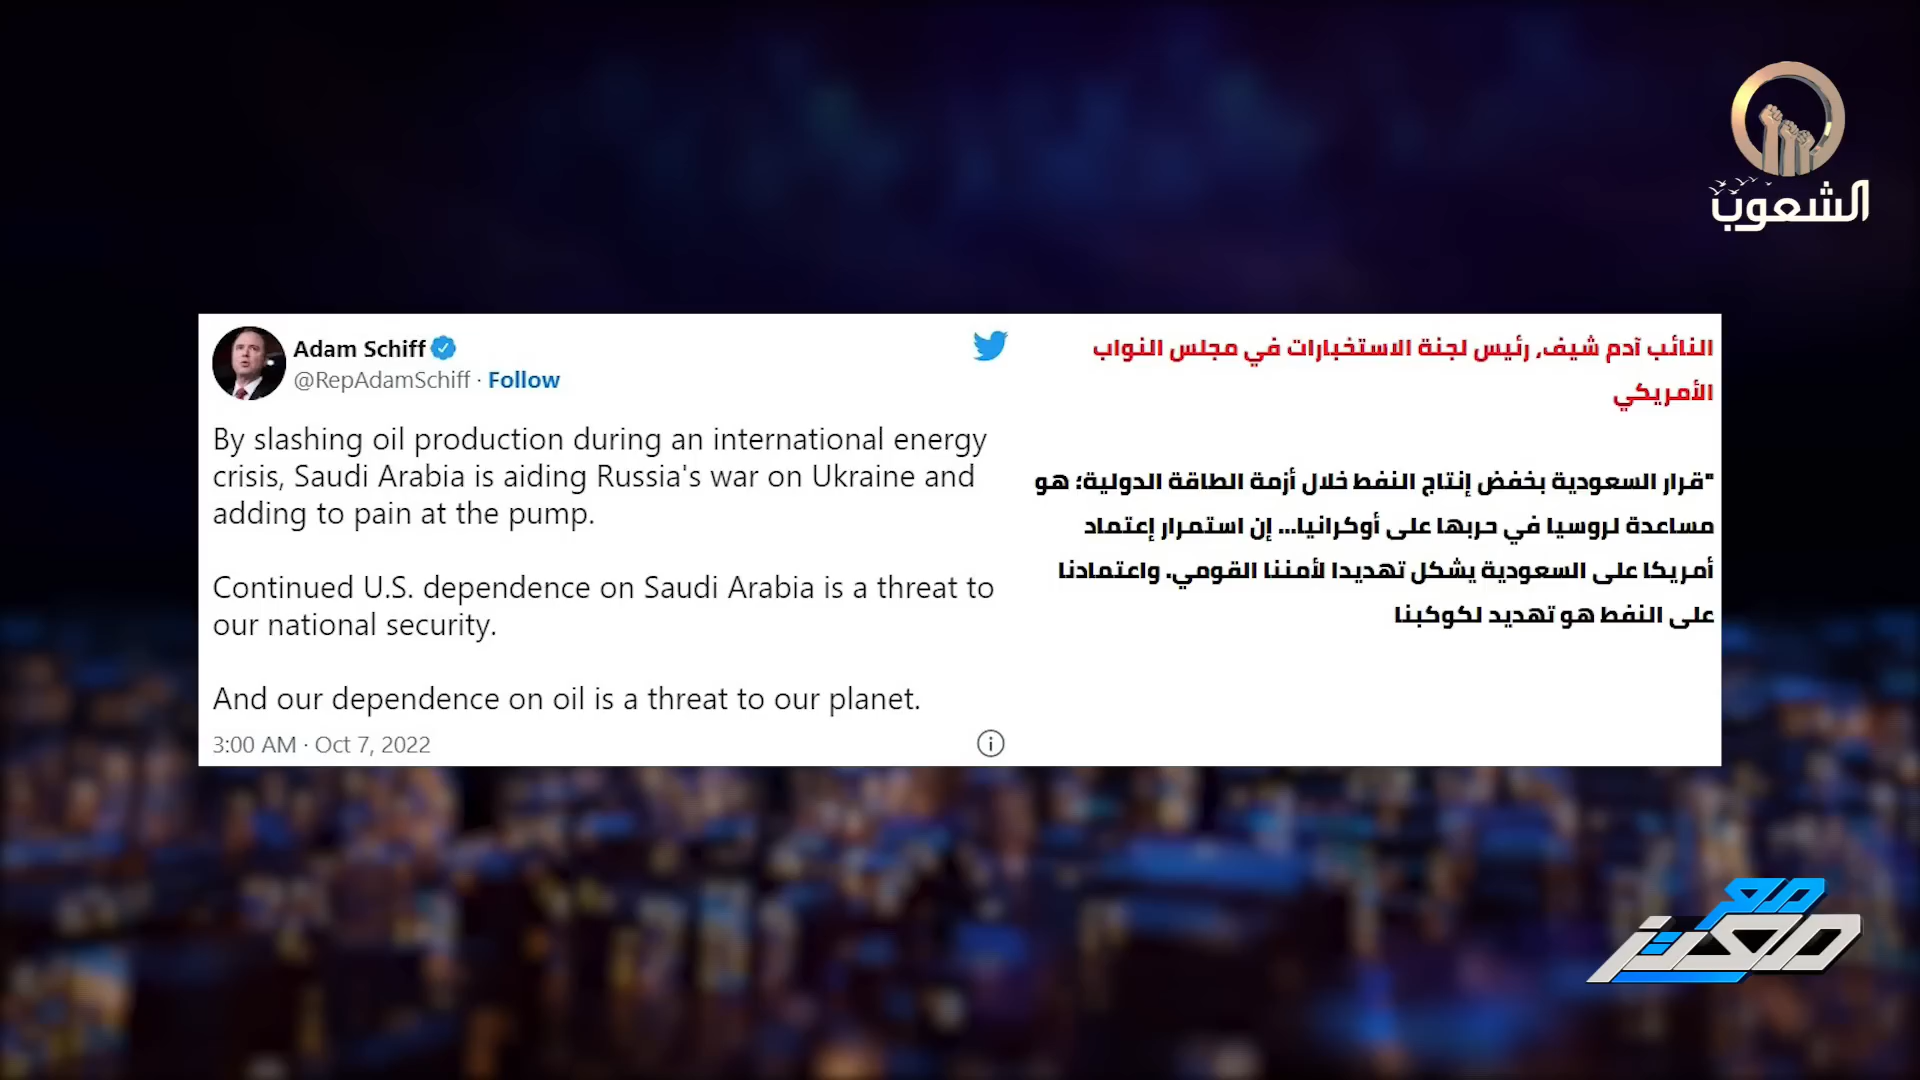 الشعوب
Adam Schiff
@RepAdamSchiff · Follow
By slashing oil production during an international energy
crisis, Saudi Arabia is aiding Russia's war on Ukraine and
adding to pain at the pump.
Continued U.S. dependence on Saudi Arabia is a threat to
our national security.
And our dependence on oil is a threat to our planet.
3:00 AM · Oct 7, 2022
النائب آدم شيف، رئيس لجنة الاستخبارات في مجلس النواب
الأمريكي
"قرار السعودية بخفض إنتاج النفط خلال أزمة الطاقة الدولية؛ هو
مساعدة لروسيا في حربها على أوكرانيا... إن استمرار إعتماد
أمريكا على السعودية يشكل تهديدا لأمننا القومي. واعتمادنا
على النفط هو تهديد لكوكبنا
مع